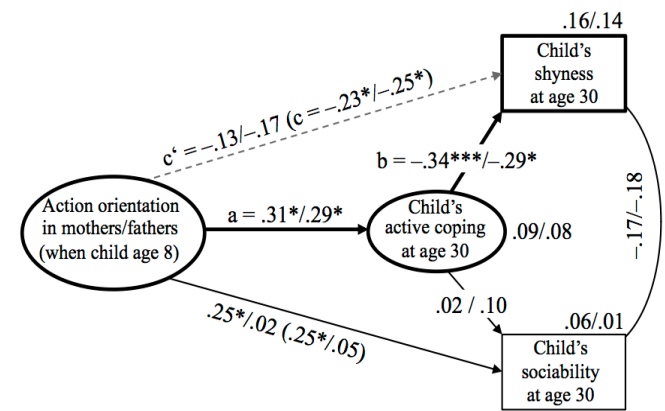 .16/.14
Child's
shyness
at age 30
c‘ = –.13/–.17 (c = –.23*/–.25*)
b = –.34***/–.29*
Action orientation
in mothers/fathers
(when child age 8)
a = .31*/.29*
Child's
active coping
at age 30
.09/.08
–.17/–.18
.02 / .10
.25*/.02 (.25*/.05)
.06/.01
Child's
sociability
at age 30